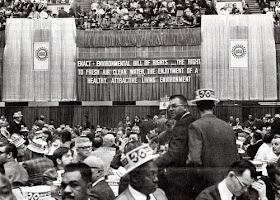 ENACT - ENVIRONMENTAL BILL OF RIGHTS ... THE RIGHT
TO FRESH AIR, CLEAN WATER, THE ENJOYMENT OF A
HEALTHY, ATTRACTIVE LIVING ENVIRONMENT